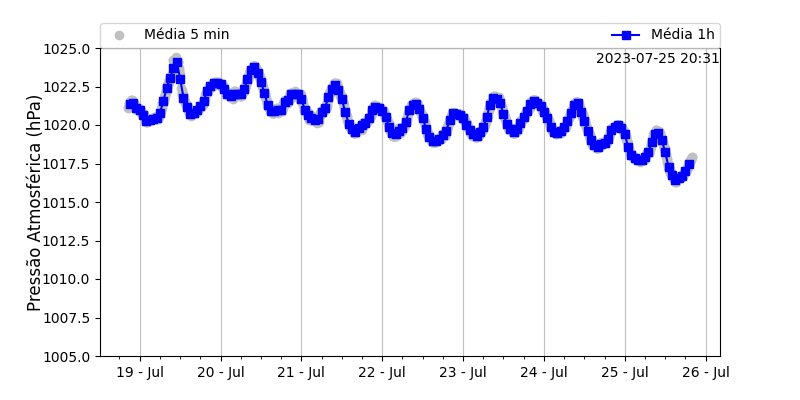 Média 5 min
Média 1h
2023-07-25 20:31
Pressão Atmosférica (hPa)
1025.0
1022.5
1020.0
1017.5
1015.0
1012.5
1010.0
1007.5
1005.0
19 - Jul
20 - Jul
21 - Jul
22 - Jul
23 - Jul
24 - Jul
25 - Jul
26 - Jul